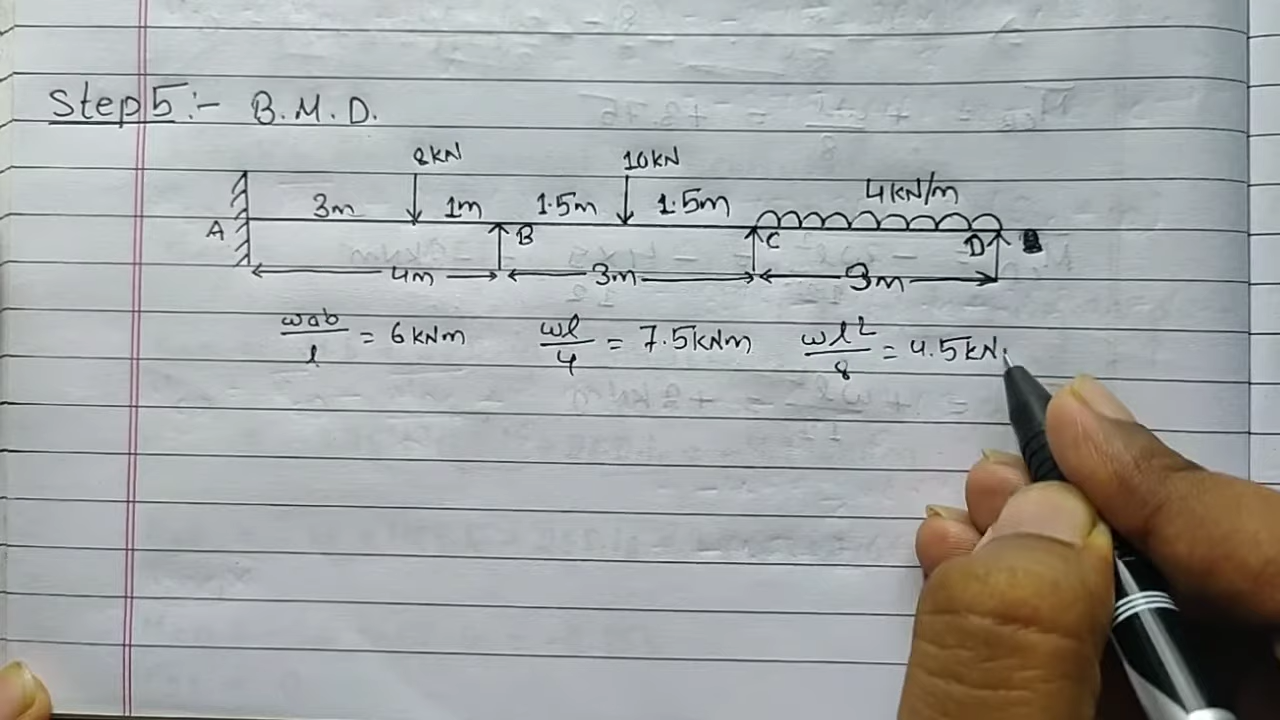 Step 5:- B.M.D.
8kN 10kN 4kN/m
3m 1m 1.5m 1.5m
A B C D
4m 3m 3m
wab/l = 6kNm wl/4 = 7.5kNm wl²/8 = 4.5kN